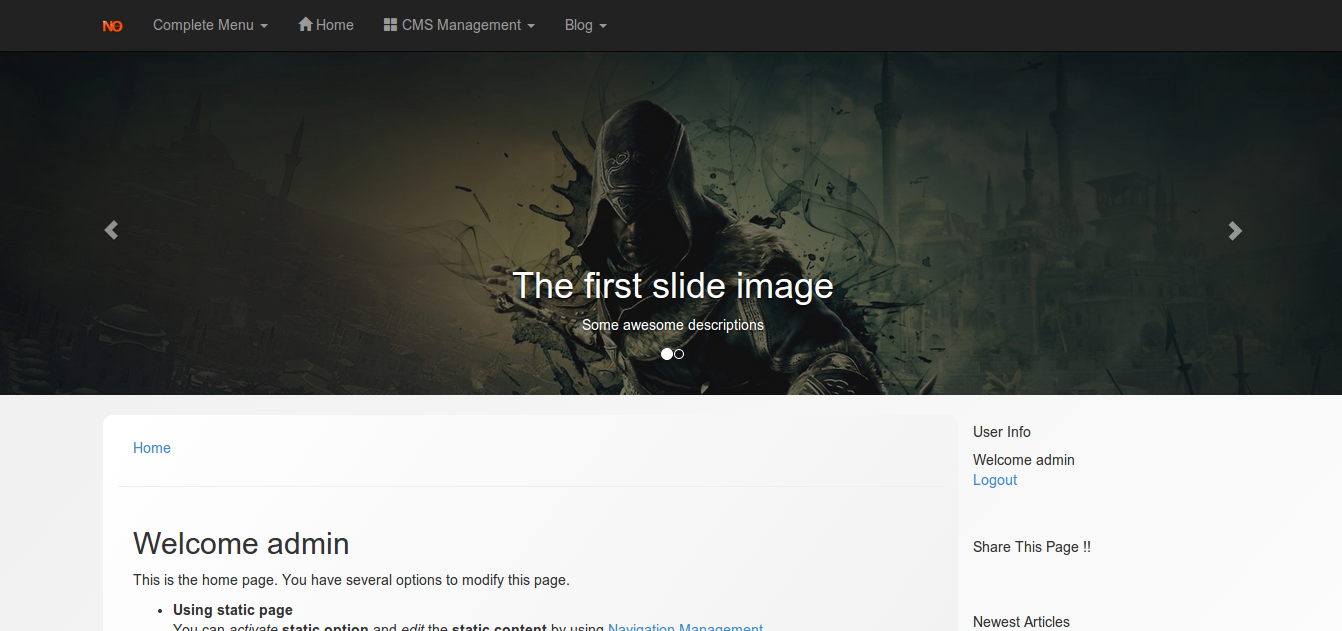 NO Complete Menu Home CMS Management Blog
The first slide image
Some awesome descriptions
Home
User Info
Welcome admin
Logout
Share This Page !!
Newest Articles
Welcome admin
This is the home page. You have several options to modify this page.
Using static page
You can activate static option and edit the static content by using Navigation Management